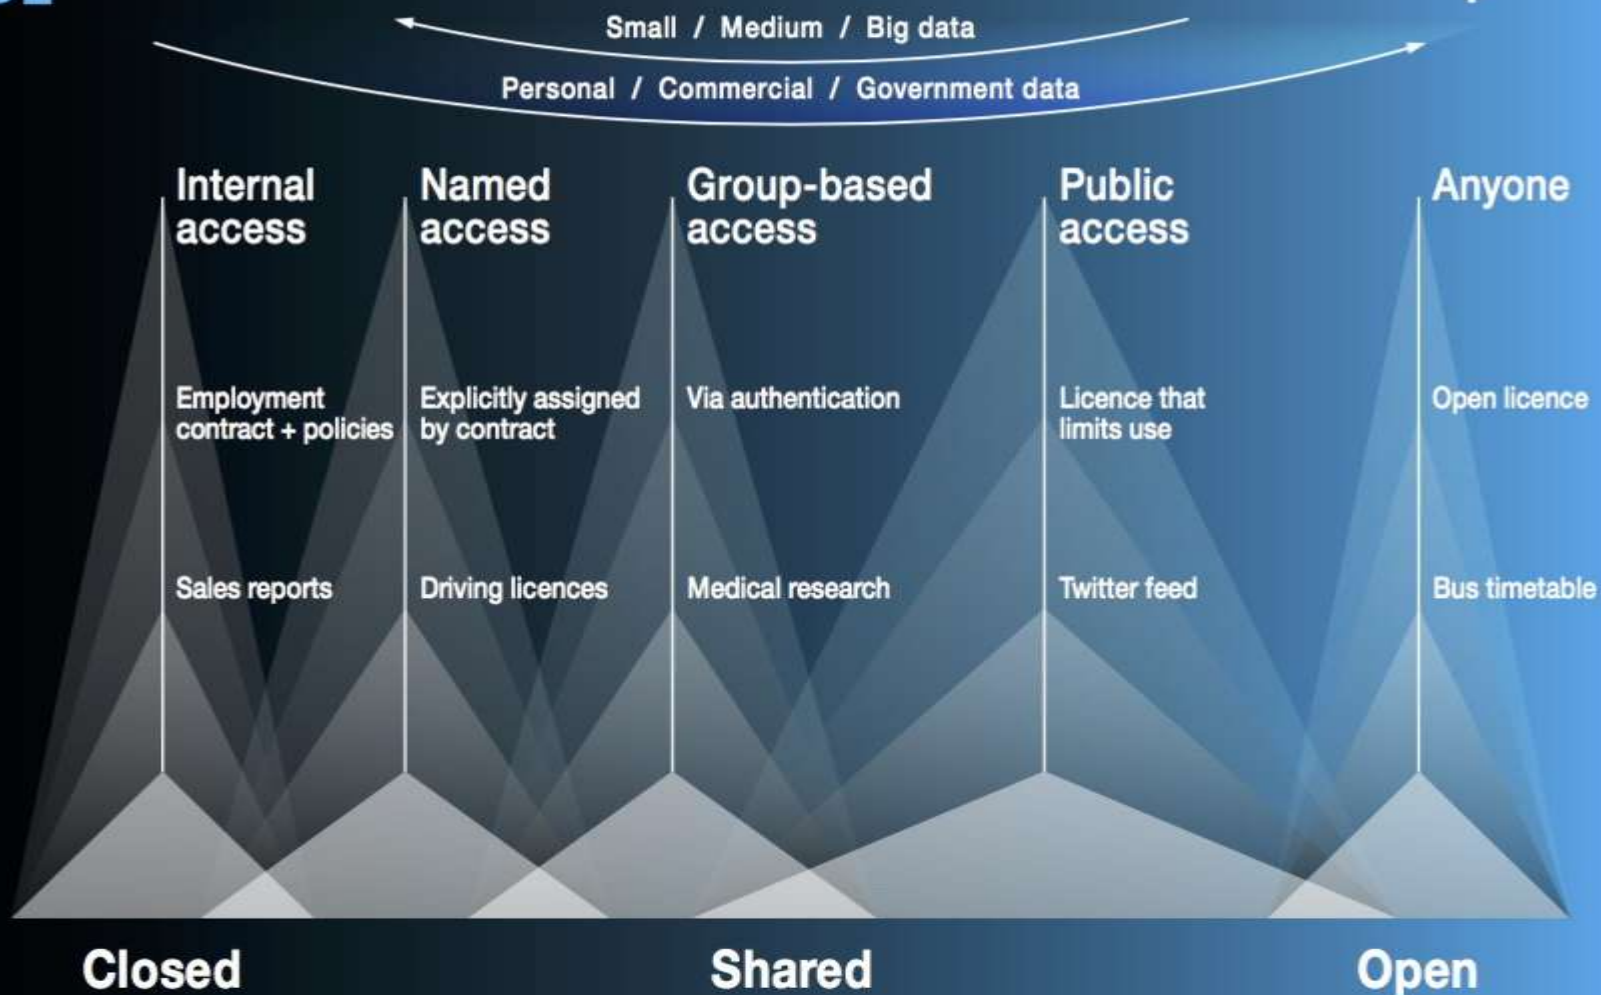 Small / Medium / Big data
Personal / Commercial / Government data
Internal access
Named access
Group-based access
Public access
Anyone
Employment contract + policies
Explicitly assigned by contract
Via authentication
Licence that limits use
Open licence
Sales reports
Driving licences
Medical research
Twitter feed
Bus timetable
Closed
Shared
Open